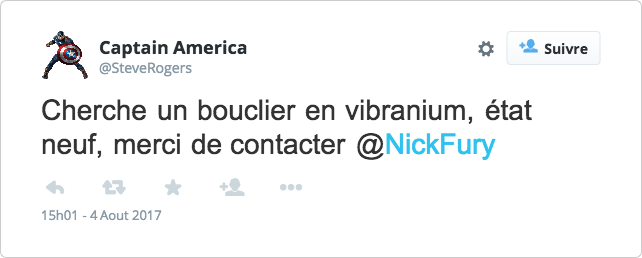 Captain America
@SteveRogers
Suivre
Cherche un bouclier en vibranium, état
neuf, merci de contacter @NickFury
15h01 - 4 Aout 2017